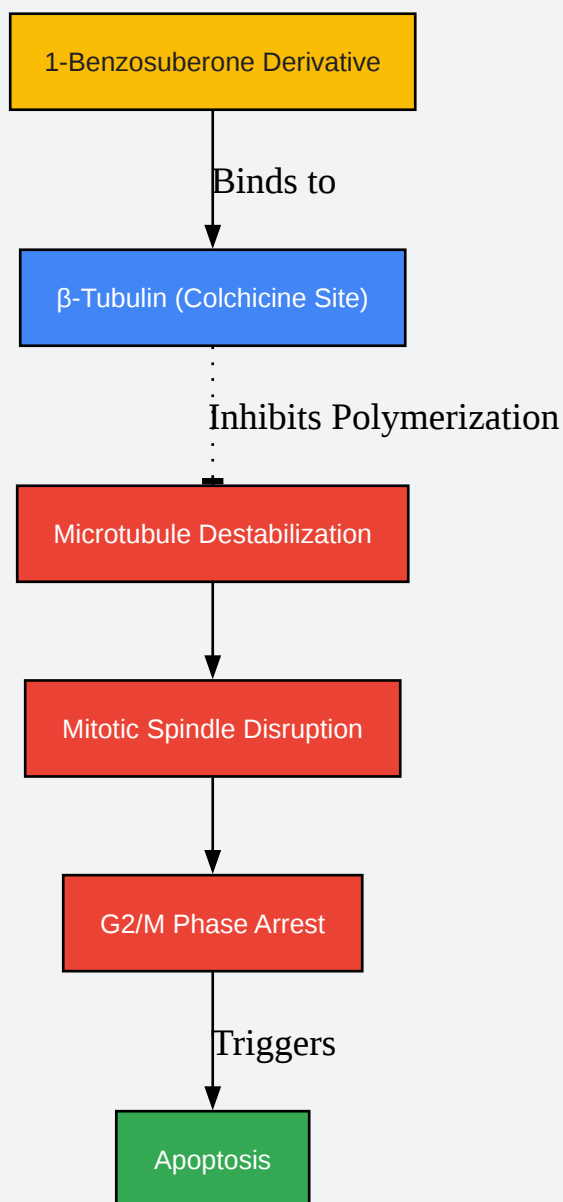 1-Benzosuberone Derivative
Binds to
β-Tubulin (Colchicine Site)
Inhibits Polymerization
Microtubule Destabilization
Mitotic Spindle Disruption
G2/M Phase Arrest
Triggers
Apoptosis